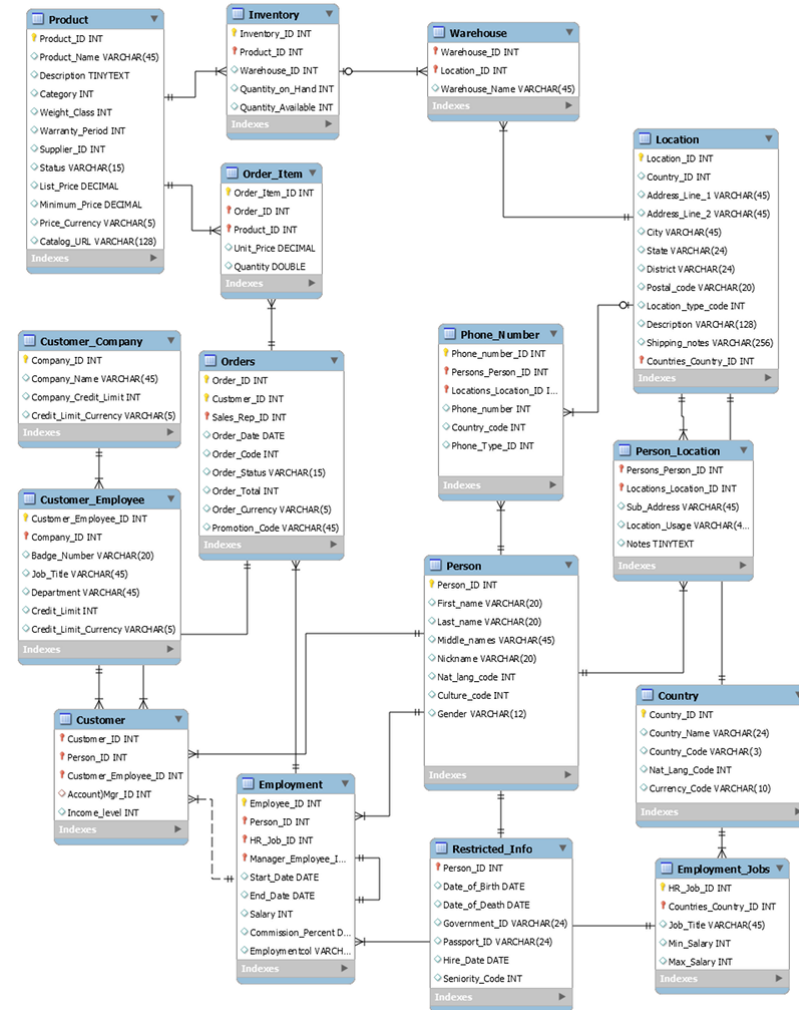 Product
Product_ID INT
Product_Name VARCHAR(45)
Description TINYTEXT
Category INT
Weight_Class INT
Warranty_Period INT
Supplier_ID INT
Status VARCHAR(15)
List_Price DECIMAL
Minimum_Price DECIMAL
Price_Currency VARCHAR(5)
Catalog_URL VARCHAR(128)
Indexes
Inventory
Inventory_ID INT
Product_ID INT
Warehouse_ID INT
Quantity_on_Hand INT
Quantity_Available INT
Indexes
Warehouse
Warehouse_ID INT
Location_ID INT
Warehouse_Name VARCHAR(45)
Indexes
Order_Item
Order_Item_ID INT
Order_ID INT
Product_ID INT
Unit_Price DECIMAL
Quantity DOUBLE
Indexes
Location
Location_ID INT
Country_ID INT
Address_Line_1 VARCHAR(45)
Address_Line_2 VARCHAR(45)
City VARCHAR(45)
State VARCHAR(24)
District VARCHAR(24)
Postal_code VARCHAR(20)
Location_type_code INT
Description VARCHAR(128)
Shipping_notes VARCHAR(256)
Countries_Country_ID INT
Indexes
Customer_Company
Company_ID INT
Company_Name VARCHAR(45)
Company_Credit_Limit INT
Credit_Limit_Currency VARCHAR(5)
Indexes
Orders
Order_ID INT
Customer_ID INT
Sales_Rep_ID INT
Order_Date DATE
Order_Code INT
Order_Status VARCHAR(15)
Order_Total INT
Order_Currency VARCHAR(5)
Promotion_Code VARCHAR(45)
Indexes
Phone_Number
Phone_number_ID INT
Persons_Person_ID INT
Locations_Location_ID I...
Phone_number INT
Country_code INT
Phone_Type_ID INT
Indexes
Person_Location
Persons_Person_ID INT
Locations_Location_ID INT
Sub_Address VARCHAR(45)
Location_Usage VARCHAR(4...
Notes TINYTEXT
Indexes
Customer_Employee
Customer_Employee_ID INT
Company_ID INT
Badge_Number VARCHAR(20)
Job_Title VARCHAR(45)
Department VARCHAR(45)
Credit_Limit INT
Credit_Limit_Currency VARCHAR(5)
Indexes
Person
Person_ID INT
First_name VARCHAR(20)
Last_name VARCHAR(20)
Middle_names VARCHAR(45)
Nickname VARCHAR(20)
Nat_lang_code INT
Culture_code INT
Gender VARCHAR(12)
Indexes
Country
Country_ID INT
Country_Name VARCHAR(24)
Country_Code VARCHAR(3)
Nat_Lang_Code INT
Currency_Code VARCHAR(10)
Indexes
Customer
Customer_ID INT
Person_ID INT
Customer_Employee_ID INT
Account)Mgr_ID INT
Income_level INT
Indexes
Employment
Employee_ID INT
Person_ID INT
HR_Job_ID INT
Manager_Employee_I...
Start_Date DATE
End_Date DATE
Salary INT
Commission_Percent D...
Employmentcol VARCH...
Indexes
Restricted_Info
Person_ID INT
Date_of_Birth DATE
Date_of_Death DATE
Government_ID VARCHAR(24)
Passport_ID VARCHAR(24)
Hire_Date DATE
Seniority_Code INT
Indexes
Employment_Jobs
HR_Job_ID INT
Countries_Country_ID INT
Job_Title VARCHAR(45)
Min_Salary INT
Max_Salary INT
Indexes